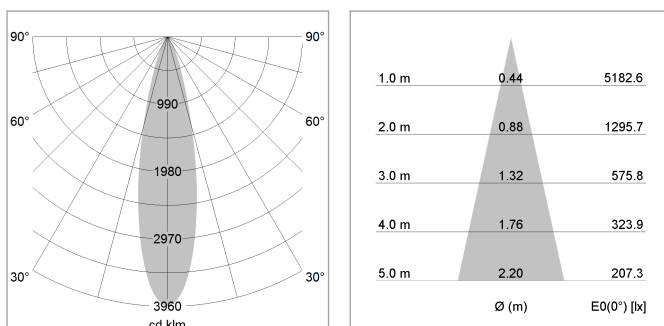 90° 90°
990
60° 60°
1980
2970
30° 30°
3960
cd klm
1.0 m 0.44 5182.6
2.0 m 0.88 1295.7
3.0 m 1.32 575.8
4.0 m 1.76 323.9
5.0 m 2.20 207.3
Ø (m) E0(0°) [lx]